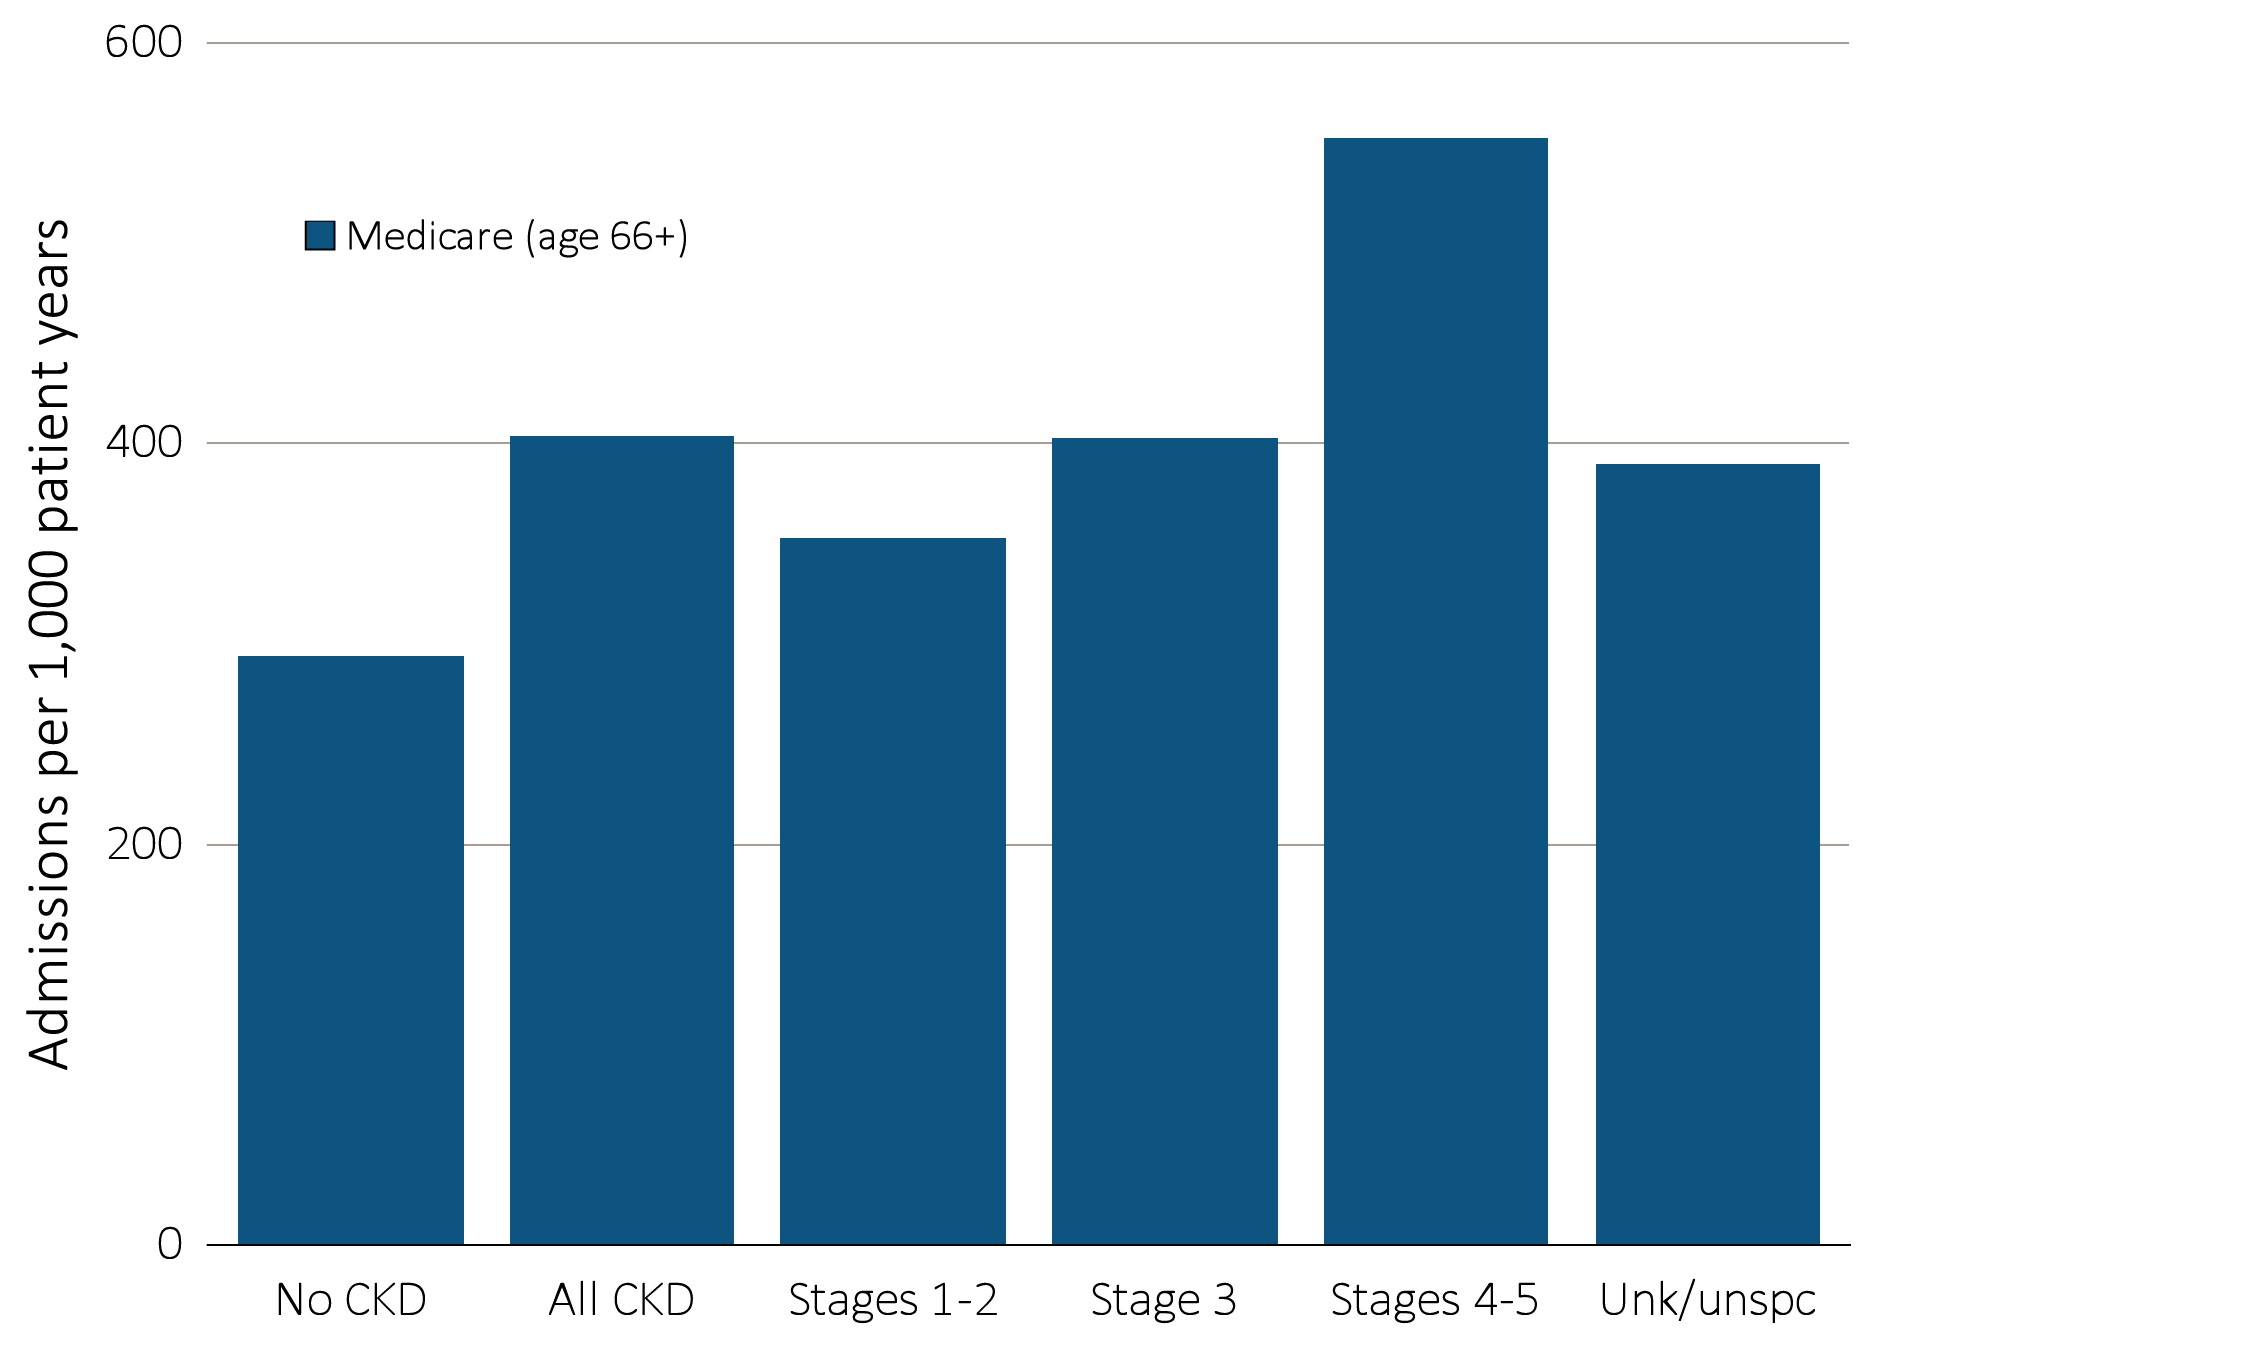 Admissions per 1,000 patient years
600
400
200
0
Medicare (age 66+)
No CKD
All CKD
Stages 1-2
Stage 3
Stages 4-5
Unk/unspc